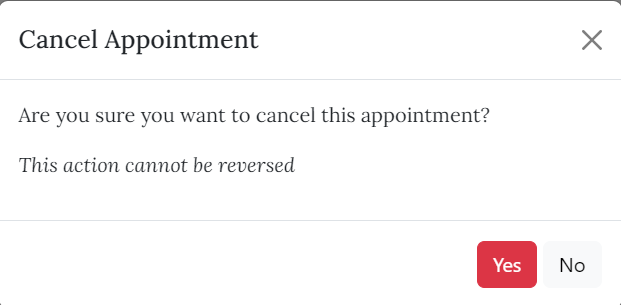 Cancel Appointment
Are you sure you want to cancel this appointment?
This action cannot be reversed
Yes No